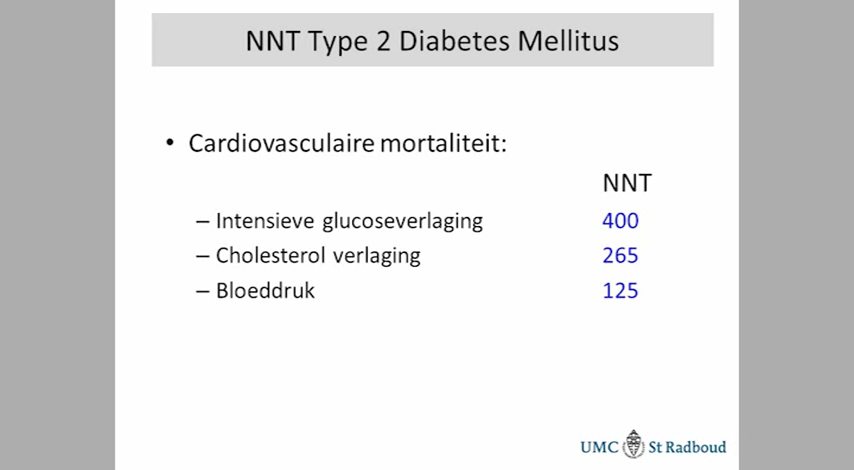 NNT Type 2 Diabetes Mellitus
• Cardiovasculaire mortaliteit:
NNT
– Intensieve glucoseverlaging 400
– Cholesterol verlaging 265
– Bloeddruk 125
UMC St Radboud